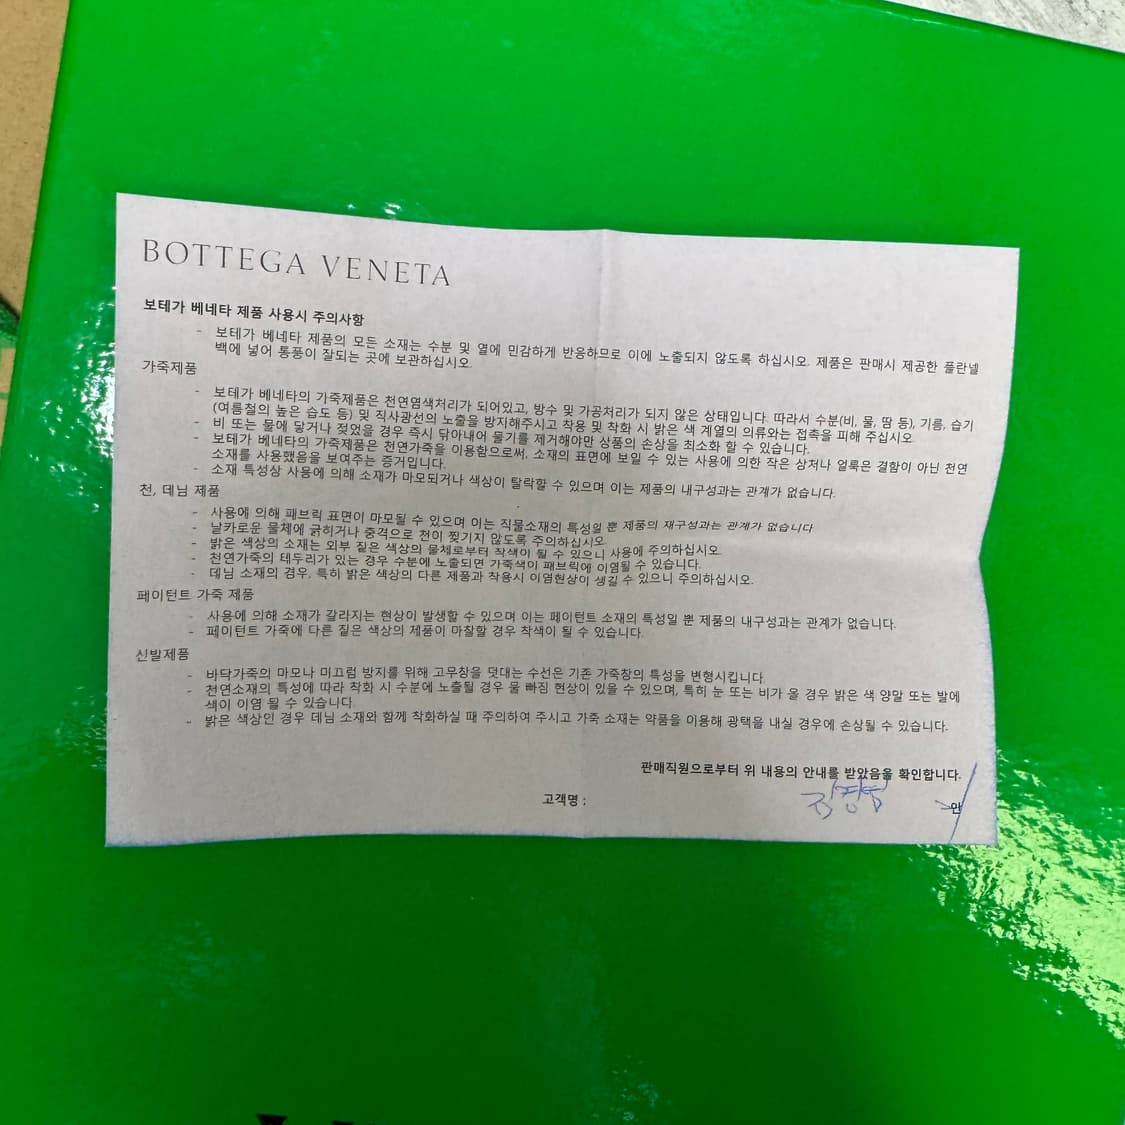 BOTTEGA VENETA
보테가 베네타 제품 사용시 주의사항
- 보테가 베네타 제품의 모든 소재는 수분 및 열에 민감하게 반응하므로 이에 노출되지 않도록 하십시오. 제품은 판매시 제공한 플란넬
백에 넣어 통풍이 잘되는 곳에 보관하십시오.
가죽제품
- 보테가 베네타의 가죽제품은 천연염색처리가 되어있고, 방수 및 가공처리가 되지 않은 상태입니다. 따라서 수분(비, 물, 땀 등), 기름, 습기
(여름철의 높은 습도 등) 및 직사광선의 노출을 방지해주시고 착용 및 착화 시 밝은 색 계열의 의류와는 접촉을 피해 주십시오.
- 비 또는 물에 닿거나 젖었을 경우 즉시 닦아내어 물기를 제거해야만 상품의 손상을 최소화 할 수 있습니다.
- 보테가 베네타의 가죽제품은 천연가죽을 이용함으로써, 소재의 표면에 보일 수 있는 사용에 의한 작은 상처나 얼룩은 결함이 아닌 천연
소재를 사용했음을 보여주는 증거입니다.
- 소재 특성상 사용에 의해 소재가 마모되거나 색상이 탈락할 수 있으며 이는 제품의 내구성과는 관계가 없습니다.
천, 데님 제품
- 사용에 의해 패브릭 표면이 마모될 수 있으며 이는 직물소재의 특성일 뿐 제품의 재구성과는 관계가 없습니다
- 날카로운 물체에 긁히거나 충격으로 천이 찢기지 않도록 주의하십시오.
- 밝은 색상의 소재는 외부 짙은 색상의 물체로부터 착색이 될 수 있으니 사용에 주의하십시오.
- 천연가죽의 테두리가 있는 경우 수분에 노출되면 가죽색이 패브릭에 이염될 수 있습니다.
- 데님 소재의 경우, 특히 밝은 색상의 다른 제품과 착용시 이염현상이 생길 수 있으니 주의하십시오.
페이턴트 가죽 제품
- 사용에 의해 소재가 갈라지는 현상이 발생할 수 있으며 이는 페이턴트 소재의 특성일 뿐 제품의 내구성과는 관계가 없습니다.
- 페이턴트 가죽에 다른 짙은 색상의 제품이 마찰할 경우 착색이 될 수 있습니다.
신발제품
- 바닥가죽의 마모나 미끄럼 방지를 위해 고무창을 덧대는 수선은 기존 가죽창의 특성을 변형시킵니다.
- 천연소재의 특성에 따라 착화 시 수분에 노출될 경우 물 빠짐 현상이 있을 수 있으며, 특히 눈 또는 비가 올 경우 밝은 색 양말 또는 발에
색이 이염 될 수 있습니다.
- 밝은 색상인 경우 데님 소재와 함께 착화하실 때 주의하여 주시고 가죽 소재는 약품을 이용해 광택을 내실 경우에 손상될 수 있습니다.
판매직원으로부터 위 내용의 안내를 받았음을 확인합니다.
고객명 :